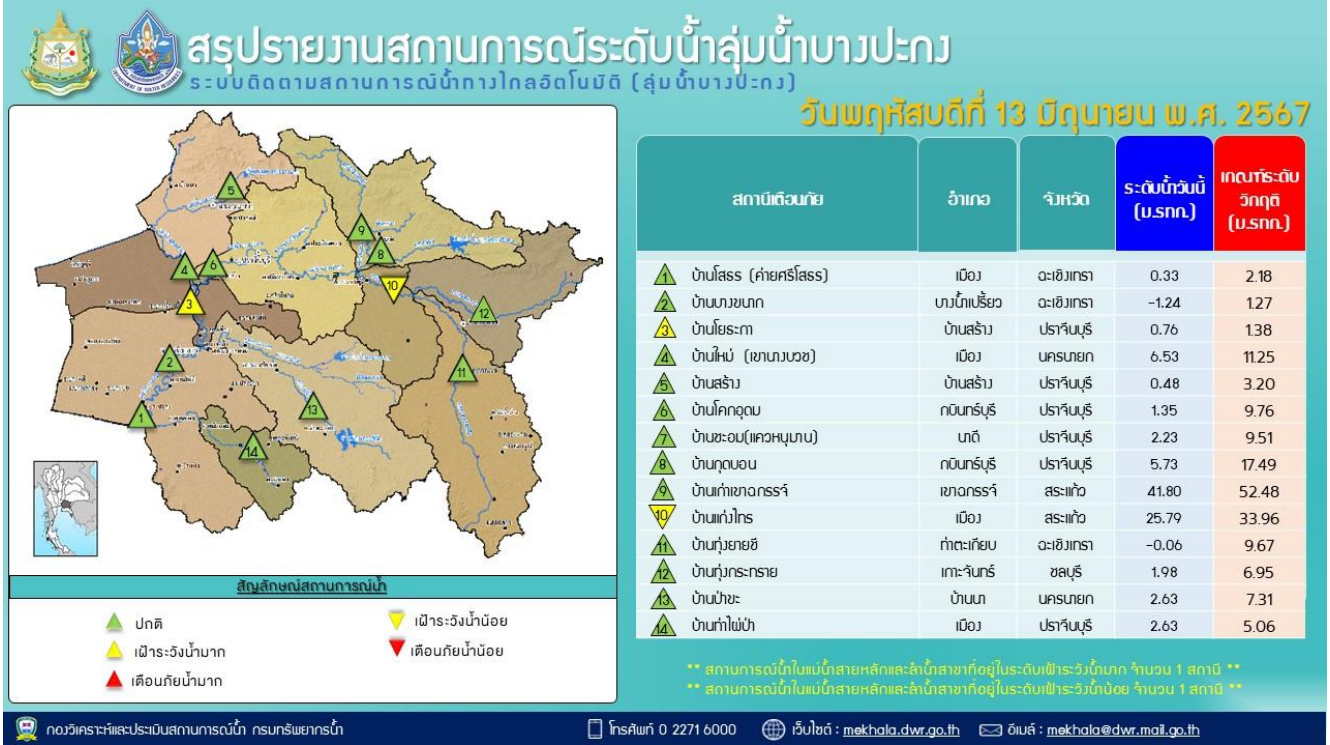 สรุปรายงานสถานการณ์ระดับน้ำลุ่มน้ำบางปะกง
ระบบติดตามสถานการณ์น้ำทางไกลอัตโนมัติ (ลุ่มน้ำบางปะกง)
วันพฤหัสบดีที่ 13 มิถุนายน พ.ศ. 2567
สถานีเตือนภัย อำเภอ จังหวัด ระดับน้ำวันนี้ (ม.รทก.) เกณฑ์ระดับวิกฤติ (ม.รทก.)
1 บ้านโสธร (ค่ายศรีโสธร) เมือง ฉะเชิงเทรา 0.33 2.18
2 บ้านบางขนาก บางน้ำเปรี้ยว ฉะเชิงเทรา -1.24 1.27
3 บ้านโยธะกา บ้านสร้าง ปราจีนบุรี 0.76 1.38
4 บ้านใหม่ (เขานางบวช) เมือง นครนายก 6.53 11.25
5 บ้านสร้าง บ้านสร้าง ปราจีนบุรี 0.48 3.20
6 บ้านโคกอุดม กบินทร์บุรี ปราจีนบุรี 1.35 9.76
7 บ้านซะอม(แควหนุมาน) นาดี ปราจีนบุรี 2.23 9.51
8 บ้านกุดบอน กบินทร์บุรี ปราจีนบุรี 5.73 17.49
9 บ้านเก่าเขาฉกรรจ์ เขาฉกรรจ์ สระแก้ว 41.80 52.48
10 บ้านแก่งไทร เมือง สระแก้ว 25.79 33.96
11 บ้านทุ่งยายชี ท่าตะเกียบ ฉะเชิงเทรา -0.06 9.67
12 บ้านทุ่งกระทราย เกาะจันทร์ ชลบุรี 1.98 6.95
13 บ้านป่าขะ บ้านนา นครนายก 2.63 7.31
14 บ้านท่าไผ่ป่า เมือง ปราจีนบุรี 2.63 5.06
5
9
8
4
6
10
3
12
2
11
13
1
14
สัญลักษณ์สถานการณ์น้ำ
ปกติ
เฝ้าระวังน้ำน้อย
เฝ้าระวังน้ำมาก
เตือนภัยน้ำน้อย
เตือนภัยน้ำมาก
** สถานการณ์น้ำในแม่น้ำสายหลักและลำน้ำสาขาที่อยู่ในระดับเฝ้าระวังน้ำมาก จำนวน 1 สถานี **
** สถานการณ์น้ำในแม่น้ำสายหลักและลำน้ำสาขาที่อยู่ในระดับเฝ้าระวังน้ำน้อย จำนวน 1 สถานี **
กองวิเคราะห์และประเมินสถานการณ์น้ำ กรมทรัพยากรน้ำ
โทรศัพท์ 0 2271 6000
เว็บไซต์ : mekhala.dwr.go.th
อีเมล์ : mekhala@dwr.mail.go.th